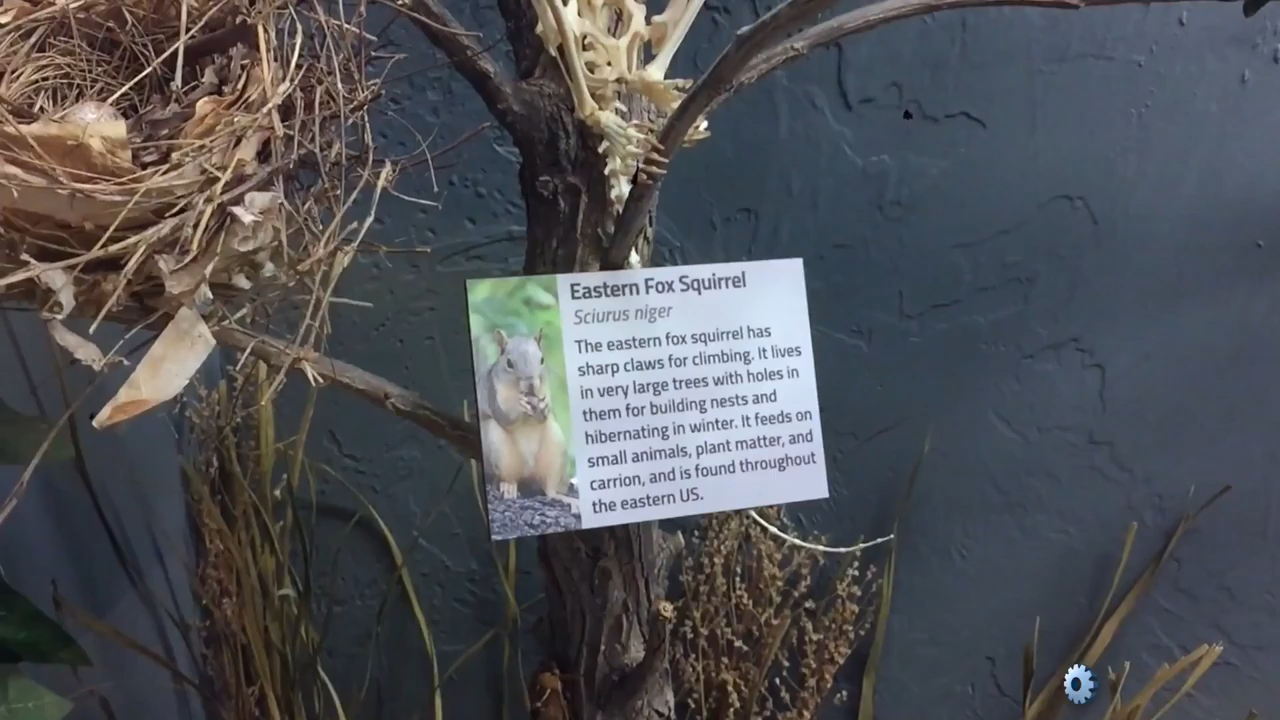 Eastern Fox Squirrel
Sciurus niger
The eastern fox squirrel has
sharp claws for climbing. It lives
in very large trees with holes in
them for building nests and
hibernating in winter. It feeds on
small animals, plant matter, and
carrion, and is found throughout
the eastern US.